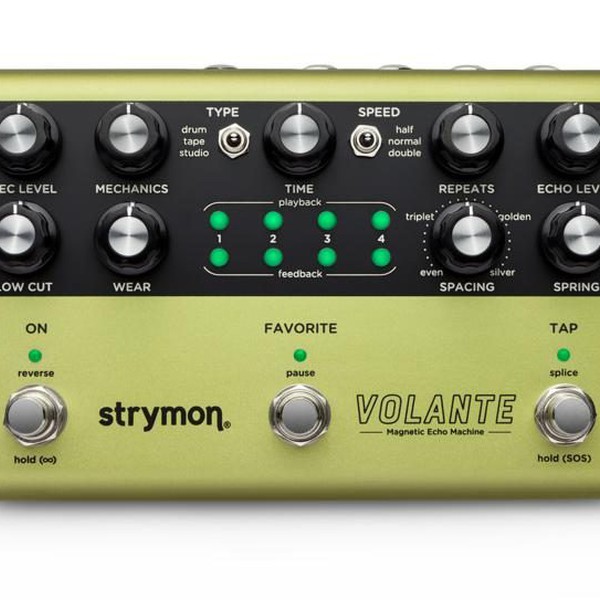 TYPE
SPEED
drum
tape
studio
half
normal
double
EC LEVEL
MECHANICS
TIME
REPEATS
ECHO LEV
playback
1 2 3 4
feedback
triplet
golden
even
silver
LOW CUT
WEAR
SPACING
SPRING
ON
FAVORITE
TAP
reverse
pause
splice
strymon®
VOLANTE
Magnetic Echo Machine
hold (∞)
hold (SOS)